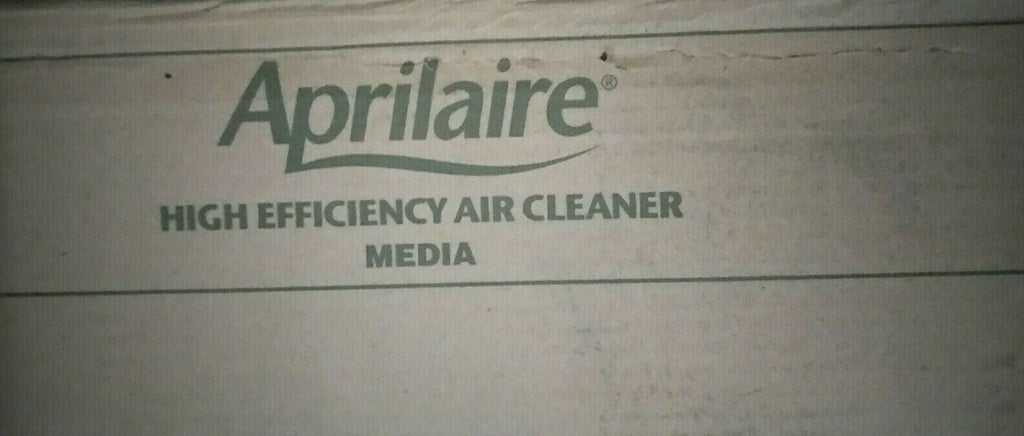 Aprilaire®
HIGH EFFICIENCY AIR CLEANER
MEDIA